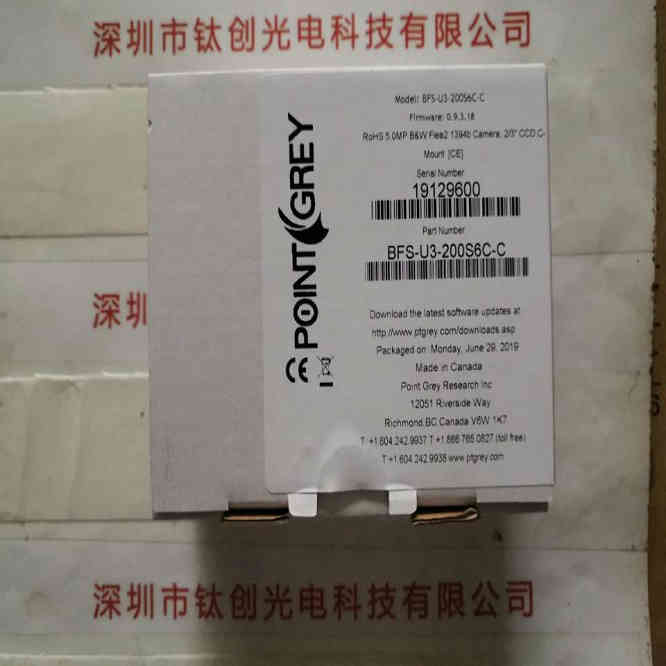 深圳市钛创光电科技有限公司
POINT GREY
CE
Model: BFS-U3-200S6C-C
Firmware: 0.9.3.18
RoHS 5.0MP B&W Flea2 1394b Camera, 2/3" CCD C-
Mount [CE]
Serial Number
19129600
Part Number
BFS-U3-200S6C-C
Download the latest software updates at
http://www.ptgrey.com/downloads.asp
Packaged on: Monday, June 29, 2019
Made in Canada
Point Grey Research Inc
12051 Riverside Way
Richmond,BC Canada V6W 1K7
T +1.604.242.9937 T +1.866.765.0827 (toll free)
T +1.604.242.9938 www.ptgrey.com
深圳
深圳市钛创光电科技有限公司